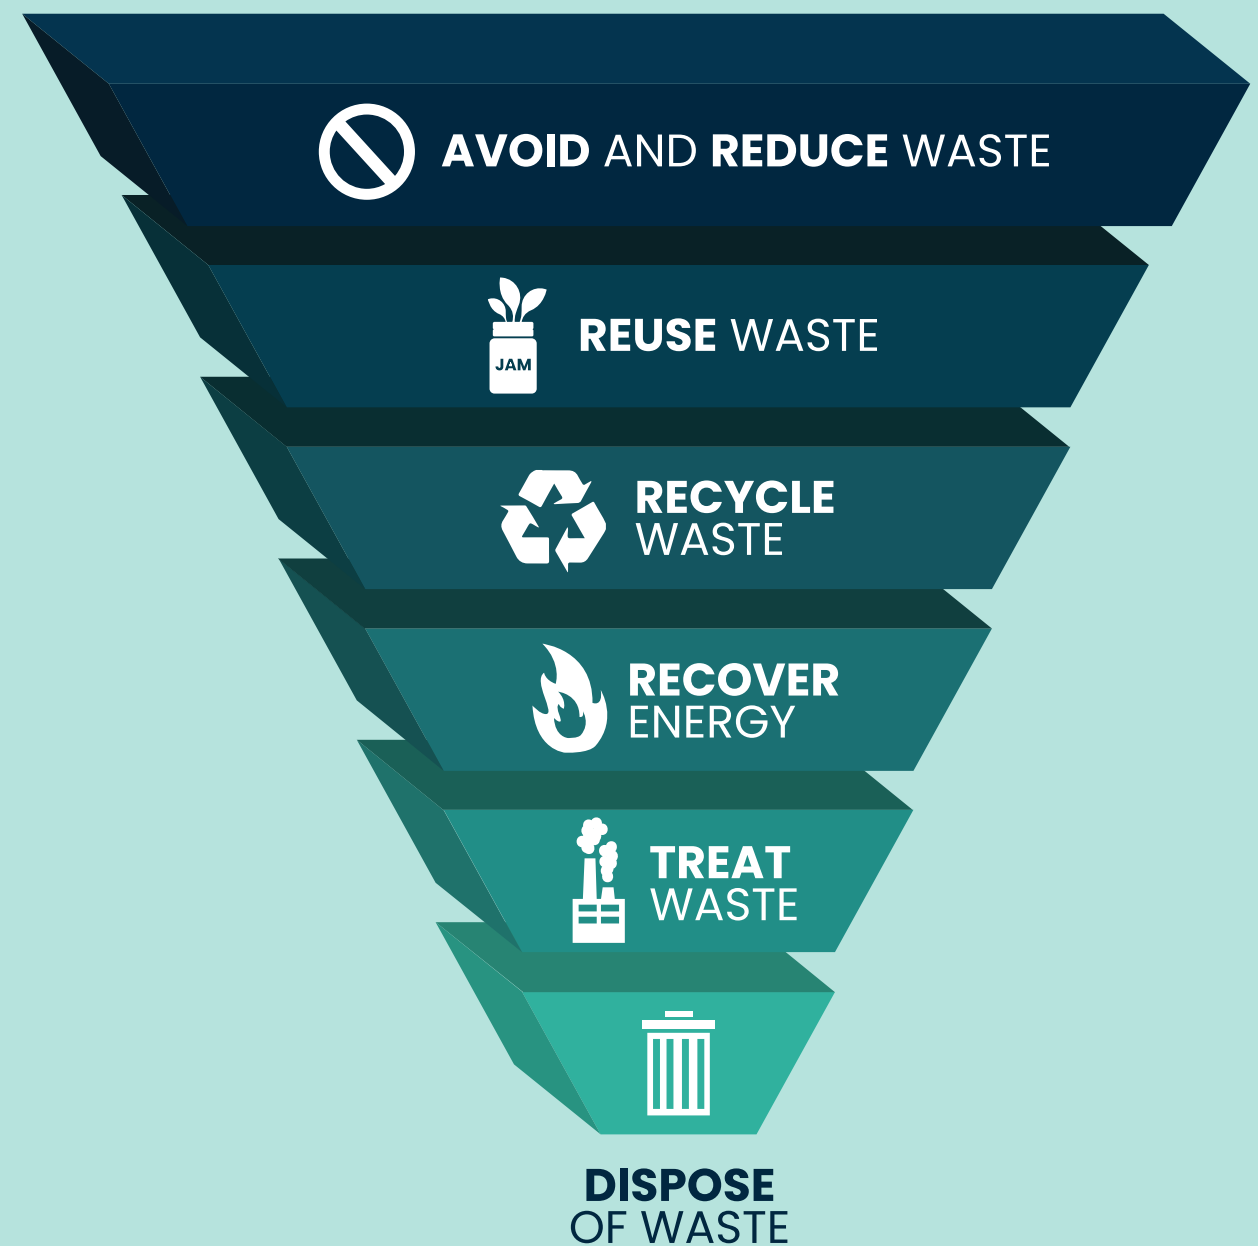 AVOID AND REDUCE WASTE
JAM
REUSE WASTE
RECYCLE
WASTE
RECOVER
ENERGY
TREAT
WASTE
DISPOSE
OF WASTE